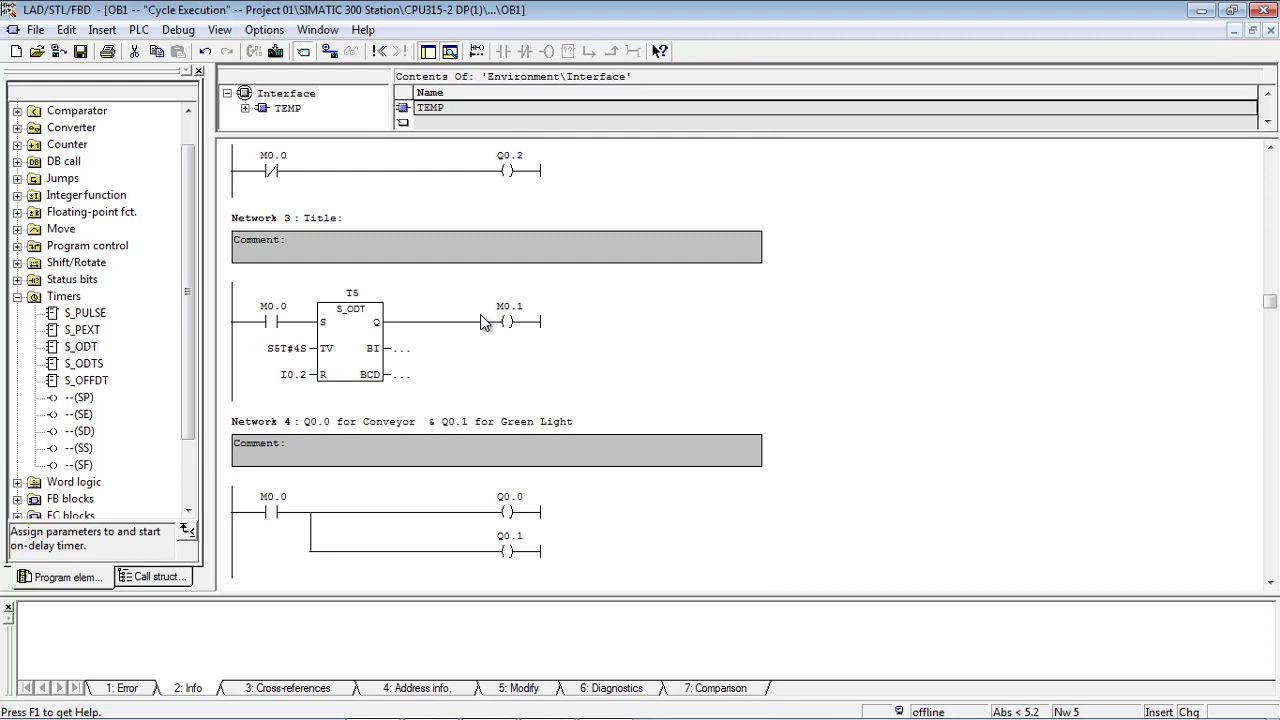 LAD/STL/FBD - [OB1 -- "Cycle Execution" -- Project 01\SIMATIC 300 Station\CPU315-2 DP(1)\...\OB1]
File Edit Insert PLC Debug View Options Window Help
Contents Of: 'Environment\Interface'
Interface
TEMP
Name
TEMP
Comparator
Converter
Counter
DB call
Jumps
Integer function
Floating-point fct.
Move
Program control
Shift/Rotate
Status bits
Timers
S_PULSE
S_PEXT
S_ODT
S_ODTS
S_OFFDT
--(SP)
--(SE)
--(SD)
--(SS)
--(SF)
Word logic
FB blocks
FC blocks
Assign parameters to and start
on-delay timer.
Program elem...
Call struct...
M0.0 Q0.2
Network 3 : Title:
Comment:
T5
M0.0 S_ODT M0.1
S Q
S5T#4S TV BI ...
I0.2 R BCD ...
Network 4 : Q0.0 for Conveyor & Q0.1 for Green Light
Comment:
M0.0 Q0.0
Q0.1
1: Error 2: Info 3: Cross-references 4: Address info. 5: Modify 6: Diagnostics 7: Comparison
Press F1 to get Help. offline Abs < 5.2 Nw 5 Insert Chg